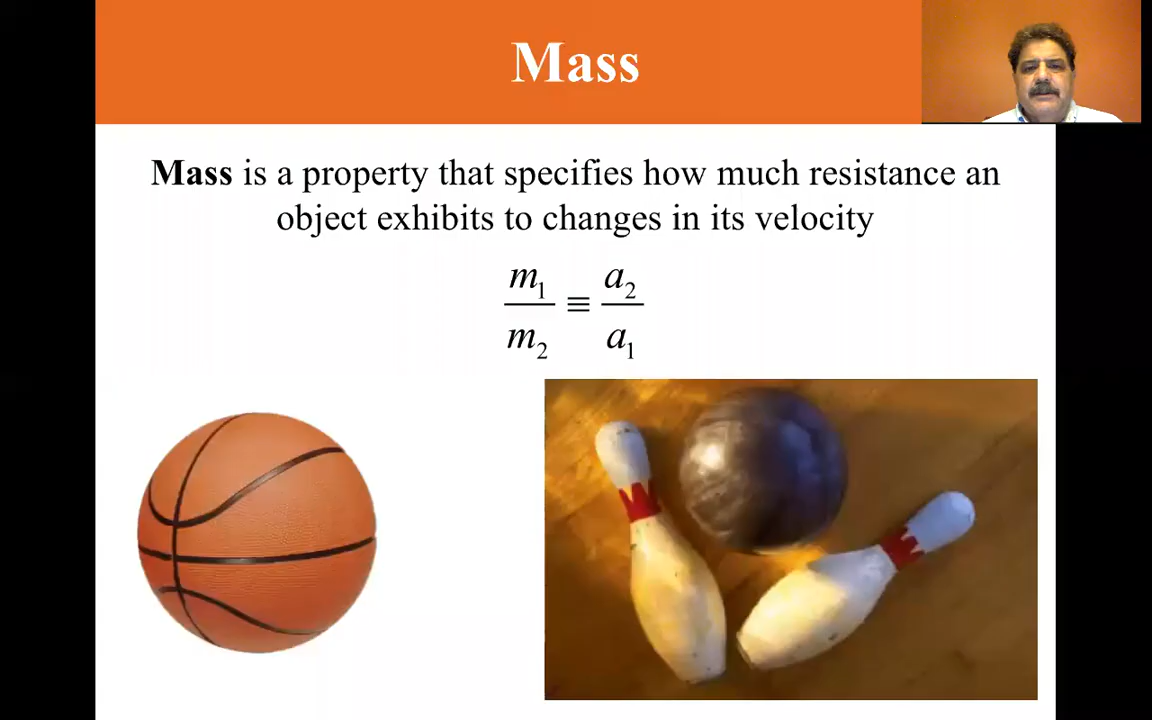 Mass
Mass is a property that specifies how much resistance an
object exhibits to changes in its velocity
m₁/m₂ ≡ a₂/a₁